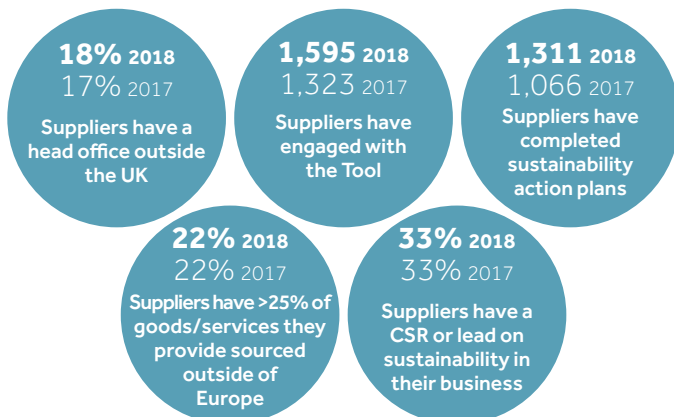 18% 2018
17% 2017
Suppliers have a
head office outside
the UK
1,595 2018
1,323 2017
Suppliers have
engaged with
the Tool
1,311 2018
1,066 2017
Suppliers have
completed
sustainability
action plans
22% 2018
22% 2017
Suppliers have >25% of
goods/services they
provide sourced
outside of
Europe
33% 2018
33% 2017
Suppliers have a
CSR or lead on
sustainability in
their business